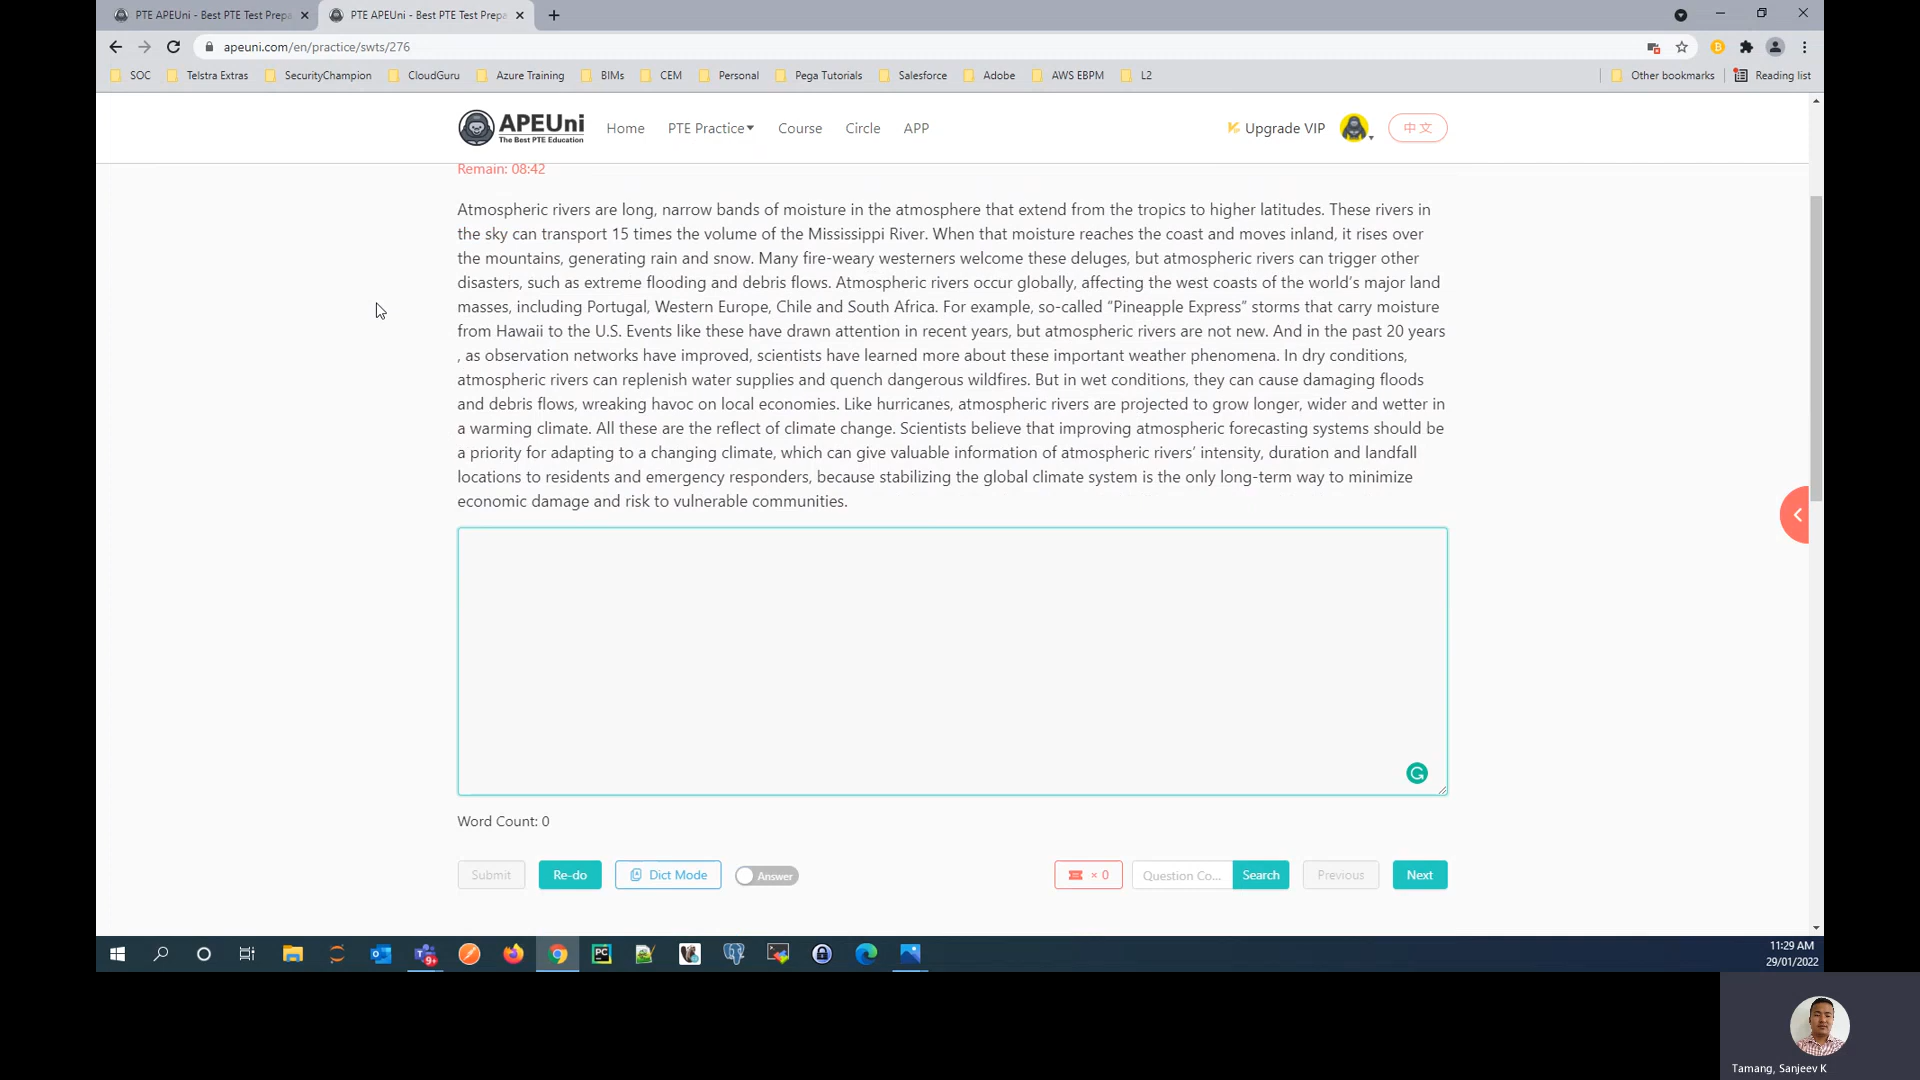 PTE APEUni - Best PTE Test Prepa
PTE APEUni - Best PTE Test Prepa
apeuni.com/en/practice/swts/276
SOC
Telstra Extras
SecurityChampion
CloudGuru
Azure Training
BIMs
CEM
Personal
Pega Tutorials
Salesforce
Adobe
AWS EBPM
L2
Other bookmarks
Reading list
APEUni
The Best PTE Education
Home
PTE Practice
Course
Circle
APP
Upgrade VIP
中文
Remain: 08:42
Atmospheric rivers are long, narrow bands of moisture in the atmosphere that extend from the tropics to higher latitudes. These rivers in
the sky can transport 15 times the volume of the Mississippi River. When that moisture reaches the coast and moves inland, it rises over
the mountains, generating rain and snow. Many fire-weary westerners welcome these deluges, but atmospheric rivers can trigger other
disasters, such as extreme flooding and debris flows. Atmospheric rivers occur globally, affecting the west coasts of the world's major land
masses, including Portugal, Western Europe, Chile and South Africa. For example, so-called “Pineapple Express” storms that carry moisture
from Hawaii to the U.S. Events like these have drawn attention in recent years, but atmospheric rivers are not new. And in the past 20 years
, as observation networks have improved, scientists have learned more about these important weather phenomena. In dry conditions,
atmospheric rivers can replenish water supplies and quench dangerous wildfires. But in wet conditions, they can cause damaging floods
and debris flows, wreaking havoc on local economies. Like hurricanes, atmospheric rivers are projected to grow longer, wider and wetter in
a warming climate. All these are the reflect of climate change. Scientists believe that improving atmospheric forecasting systems should be
a priority for adapting to a changing climate, which can give valuable information of atmospheric rivers' intensity, duration and landfall
locations to residents and emergency responders, because stabilizing the global climate system is the only long-term way to minimize
economic damage and risk to vulnerable communities.
Word Count: 0
Submit
Re-do
Dict Mode
Answer
× 0
Question Co...
Search
Previous
Next
11:29 AM
29/01/2022
Tamang, Sanjeev K